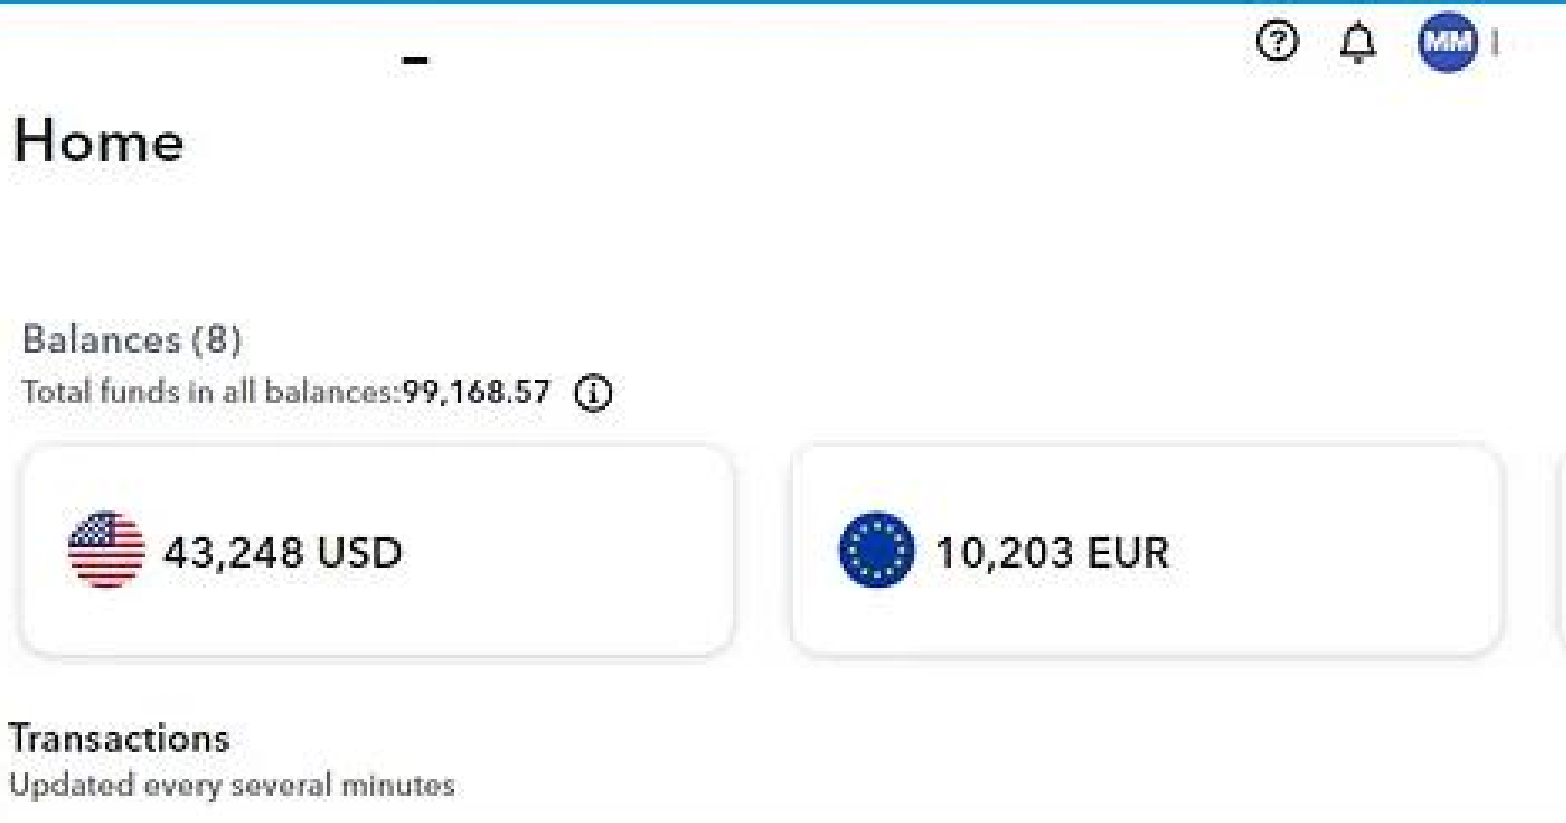 MM
Home
Balances (8)
Total funds in all balances:99,168.57
43,248 USD
10,203 EUR
Transactions
Updated every several minutes